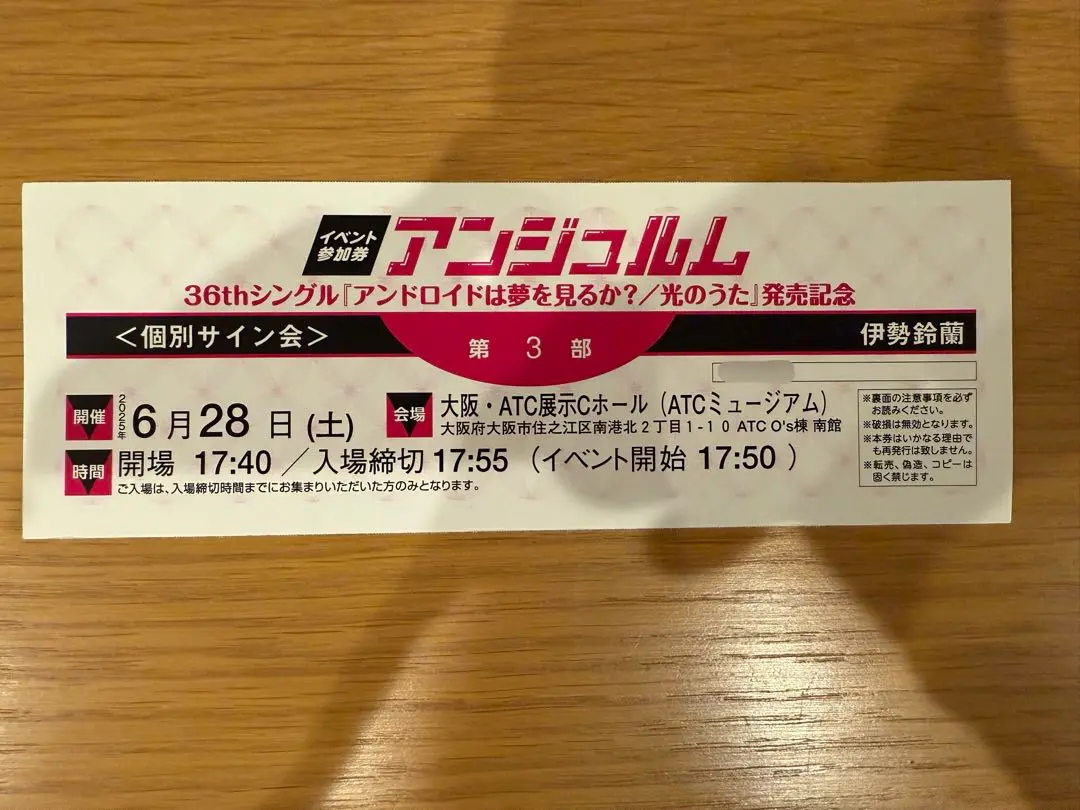 イベント
参加券
アンジュルム
36thシングル『アンドロイドは夢を見るか?/光のうた』発売記念
＜個別サイン会＞
第 3 部
伊勢鈴蘭
開催
2025年
6月28日(土)
会場
大阪・ATC展示Cホール(ATCミュージアム)
大阪府大阪市住之江区南港北2丁目1-10 ATC O's棟 南館
時間
開場 17:40 /入場締切 17:55 (イベント開始 17:50 )
ご入場は、入場締切時間までにお集まりいただいた方のみとなります。
※裏面の注意事項を必ず
お読みください。
※破損は無効となります。
※本券はいかなる理由で
も再発行は致しません。
※転売、偽造、コピーは
固く禁じます。